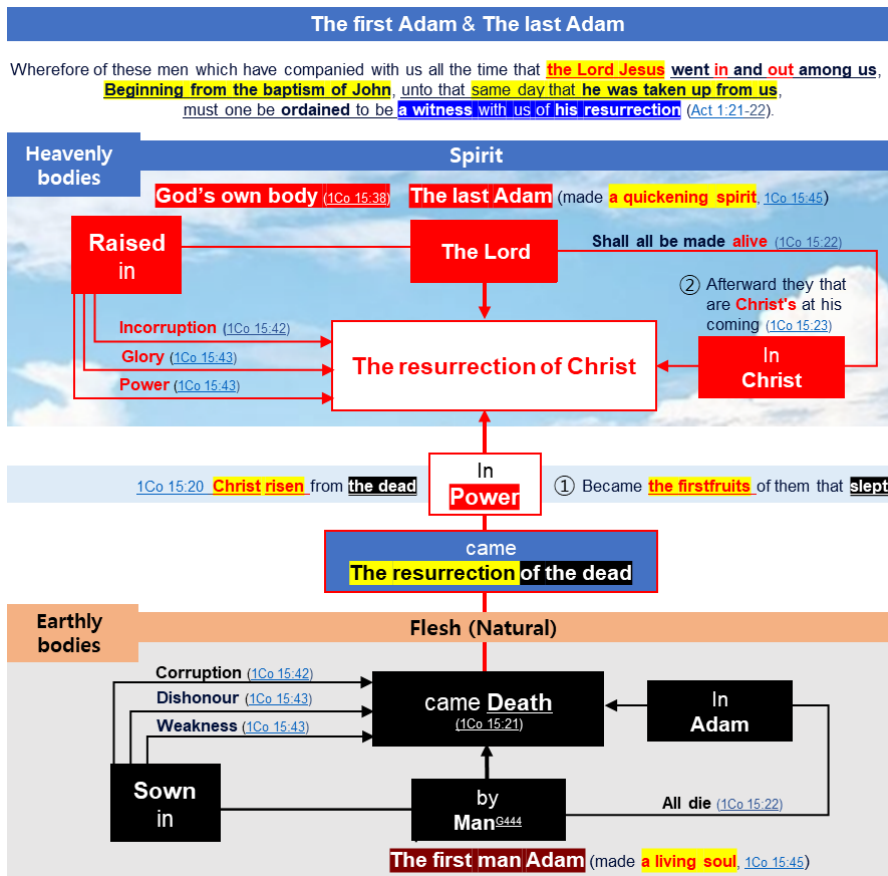 The first Adam & The last Adam
Wherefore of these men which have companied with us all the time that the Lord Jesus went in and out among us,
Beginning from the baptism of John, unto that same day that he was taken up from us,
must one be ordained to be a witness with us of his resurrection (Act 1:21-22).
Heavenly
bodies
Spirit
God's own body (1Co 15:38) The last Adam (made a quickening spirit, 1Co 15:45)
Raised
in
The Lord
Shall all be made alive (1Co 15:22)
② Afterward they that
are Christ's at his
coming (1Co 15:23)
Incorruption (1Co 15:42)
Glory (1Co 15:43)
Power (1Co 15:43)
The resurrection of Christ
In
Christ
1Co 15:20 Christ risen from the dead
In
Power
① Became the firstfruits of them that slept
came
The resurrection of the dead
Earthly
bodies
Flesh (Natural)
Corruption (1Co 15:42)
Dishonour (1Co 15:43)
Weakness (1Co 15:43)
came Death
(1Co 15:21)
In
Adam
Sown
in
by
Man G444
All die (1Co 15:22)
The first man Adam (made a living soul, 1Co 15:45)